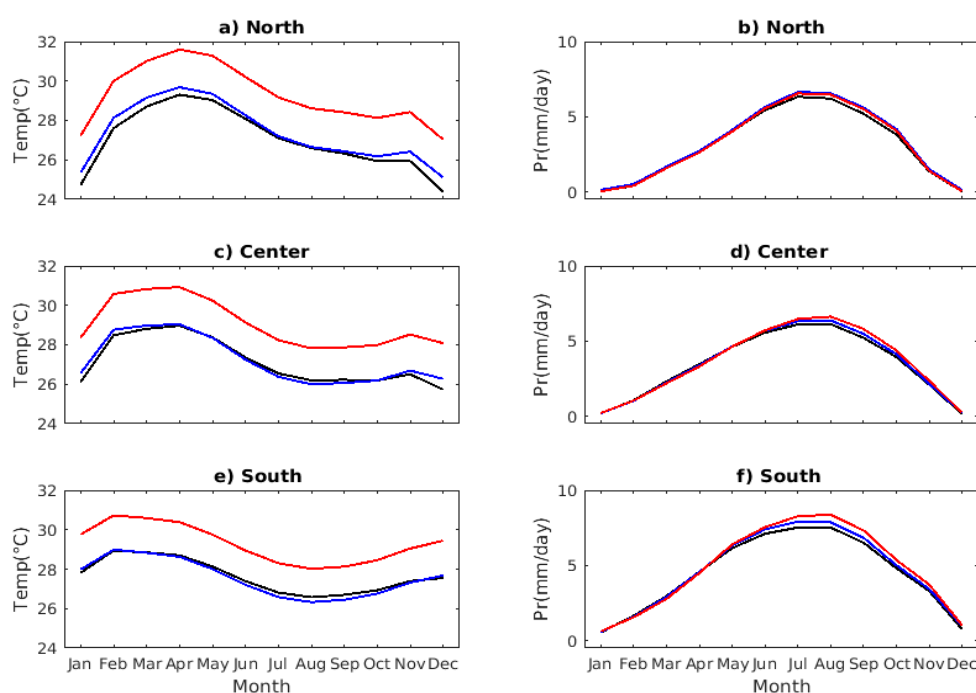 a) North
32
30
28
26
24
Temp(°C)
b) North
10
5
0
Pr(mm/day)
c) Center
32
30
28
26
24
Temp(°C)
d) Center
10
5
0
Pr(mm/day)
e) South
32
30
28
26
24
Temp(°C)
Jan Feb Mar Apr May Jun Jul Aug Sep Oct Nov Dec
Month
f) South
10
5
0
Pr(mm/day)
Jan Feb Mar Apr May Jun Jul Aug Sep Oct Nov Dec
Month